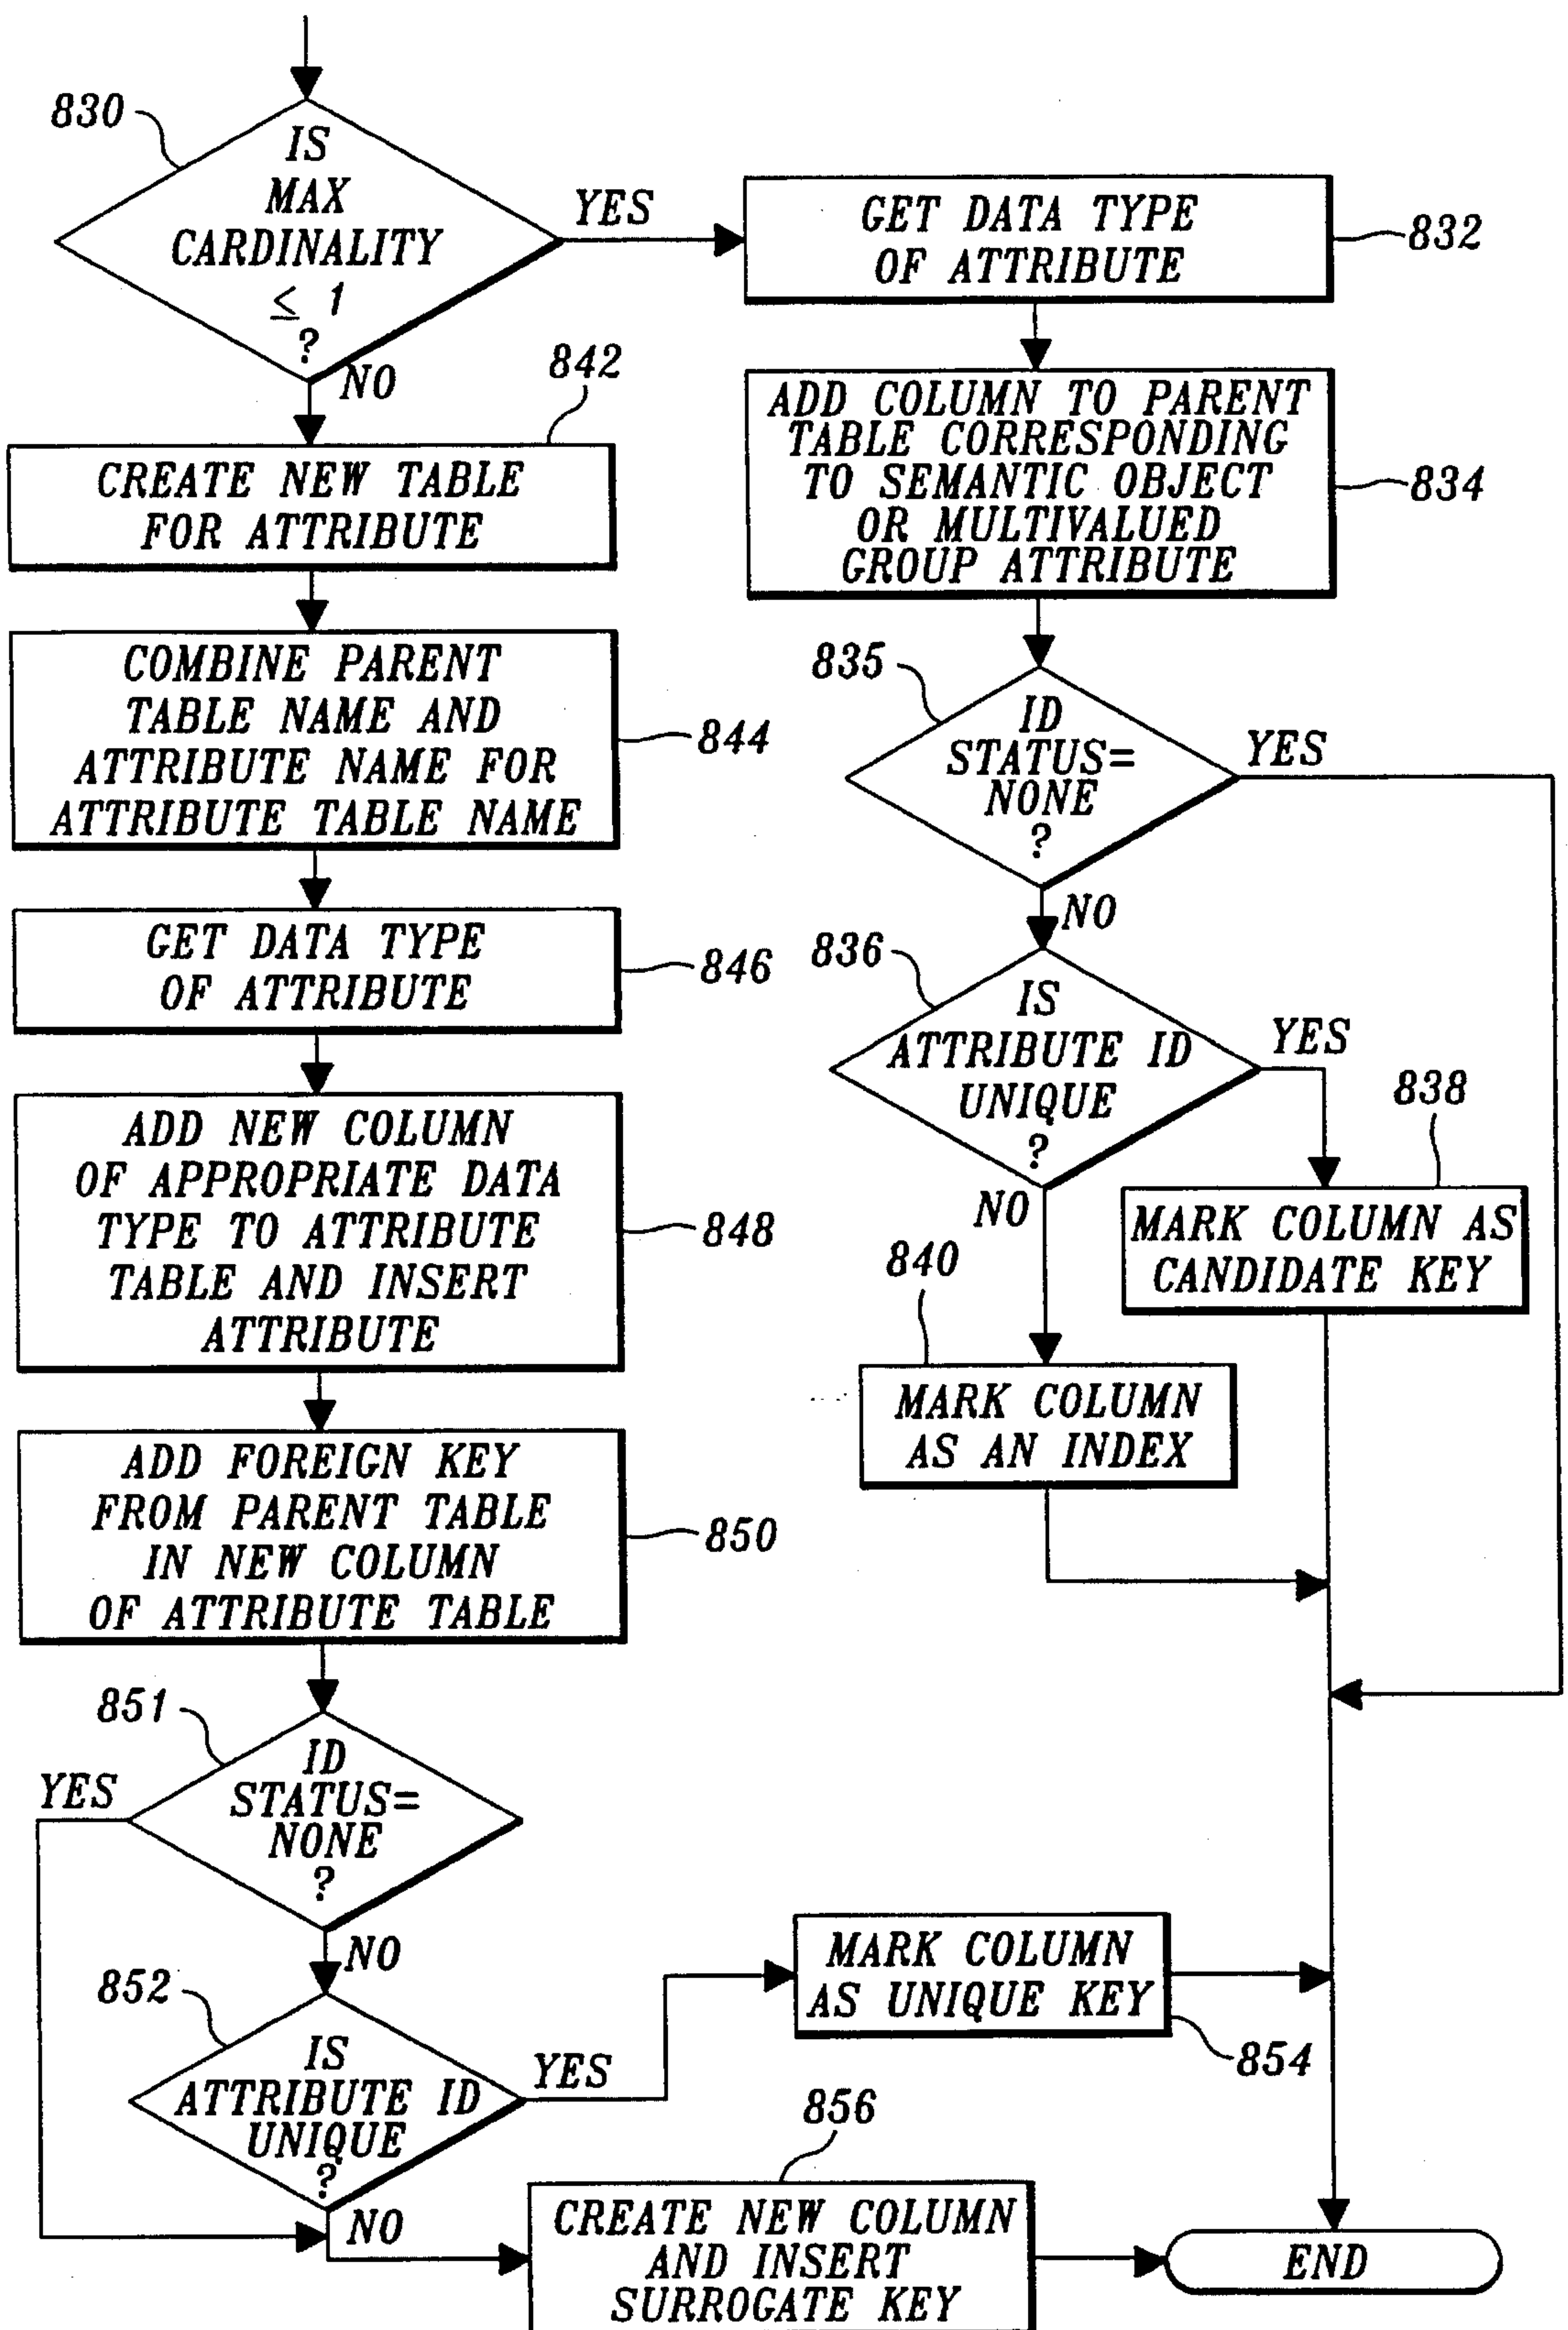 830
IS
MAX
CARDINALITY
≤ 1
?
YES
NO
GET DATA TYPE
OF ATTRIBUTE
832
ADD COLUMN TO PARENT
TABLE CORRESPONDING
TO SEMANTIC OBJECT
OR MULTIVALUED
GROUP ATTRIBUTE
834
835
ID
STATUS=
NONE
?
YES
NO
836
IS
ATTRIBUTE ID
UNIQUE
?
YES
NO
838
MARK COLUMN AS
CANDIDATE KEY
840
MARK COLUMN
AS AN INDEX
842
CREATE NEW TABLE
FOR ATTRIBUTE
COMBINE PARENT
TABLE NAME AND
ATTRIBUTE NAME FOR
ATTRIBUTE TABLE NAME
844
GET DATA TYPE
OF ATTRIBUTE
846
ADD NEW COLUMN
OF APPROPRIATE DATA
TYPE TO ATTRIBUTE
TABLE AND INSERT
ATTRIBUTE
848
ADD FOREIGN KEY
FROM PARENT TABLE
IN NEW COLUMN
OF ATTRIBUTE TABLE
850
851
ID
STATUS=
NONE
?
YES
NO
852
IS
ATTRIBUTE ID
UNIQUE
?
YES
NO
MARK COLUMN
AS UNIQUE KEY
854
856
CREATE NEW COLUMN
AND INSERT
SURROGATE KEY
END